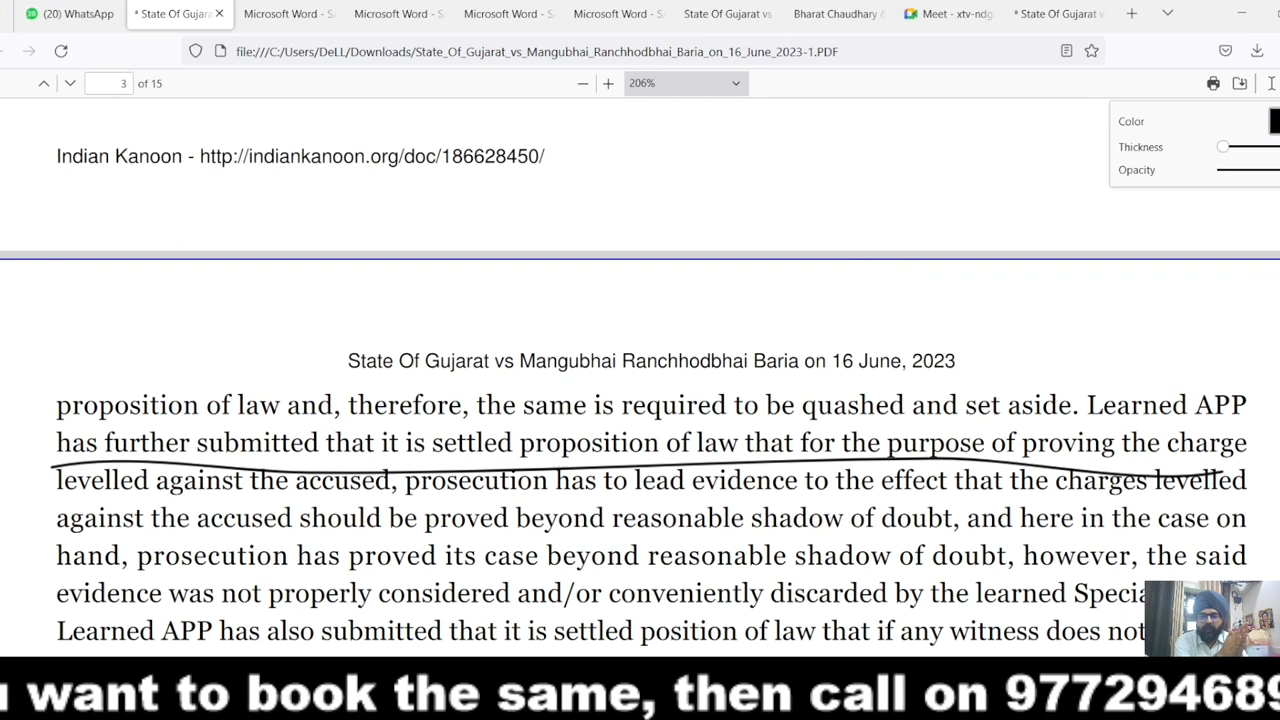 (20) WhatsApp
* State Of Gujara
Microsoft Word - S
Microsoft Word - S
Microsoft Word - S
Microsoft Word - S
State Of Gujarat vs
Bharat Chaudhary
Meet - xtv-ndg
* State Of Gujarat v
file:///C:/Users/DeLL/Downloads/State_Of_Gujarat_vs_Mangubhai_Ranchhodbhai_Baria_on_16_June_2023-1.PDF
3 of 15
206%
Color
Thickness
Opacity
Indian Kanoon - http://indiankanoon.org/doc/186628450/
State Of Gujarat vs Mangubhai Ranchhodbhai Baria on 16 June, 2023
proposition of law and, therefore, the same is required to be quashed and set aside. Learned APP
has further submitted that it is settled proposition of law that for the purpose of proving the charge
levelled against the accused, prosecution has to lead evidence to the effect that the charges levelled
against the accused should be proved beyond reasonable shadow of doubt, and here in the case on
hand, prosecution has proved its case beyond reasonable shadow of doubt, however, the said
evidence was not properly considered and/or conveniently discarded by the learned Specia
Learned APP has also submitted that it is settled position of law that if any witness does not
u want to book the same, then call on 977294689